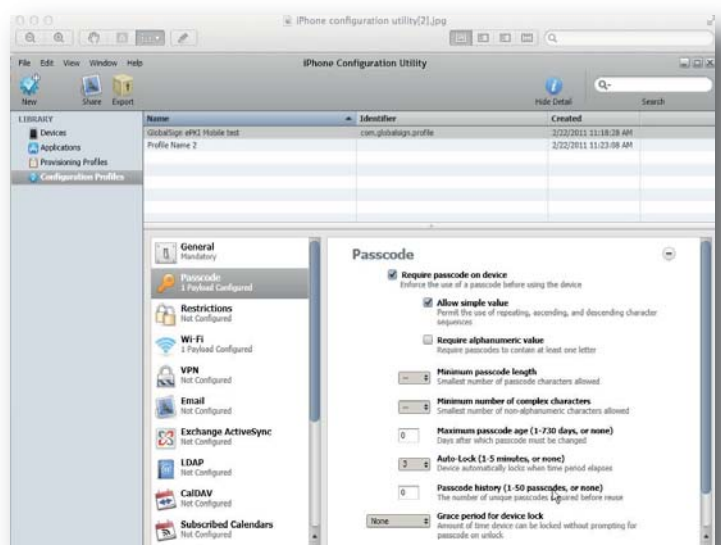 iPhone configuration utility[2].jpg
File Edit View Window Help
iPhone Configuration Utility
New
Share
Export
Hide Detail
Search
LIBRARY
Devices
Applications
Provisioning Profiles
Configuration Profiles
Name Identifier Created
GlobalSign ePKI Mobile test com.globalsign.profile 2/22/2011 11:18:28 AM
Profile Name 2 2/22/2011 11:23:08 AM
General
Mandatory
Passcode
1 Payload Configured
Restrictions
Not Configured
Wi-Fi
1 Payload Configured
VPN
Not Configured
Email
Not Configured
Exchange ActiveSync
Not Configured
LDAP
Not Configured
CalDAV
Not Configured
Subscribed Calendars
Not Configured
Passcode
Require passcode on device
Enforce the use of a passcode before using the device
Allow simple value
Permit the use of repeating, ascending, and descending character
sequences
Require alphanumeric value
Require passcodes to contain at least one letter
-- Minimum passcode length
Smallest number of passcode characters allowed
-- Minimum number of complex characters
Smallest number of non-alphanumeric characters allowed
0 Maximum passcode age (1-730 days, or none)
Days after which passcode must be changed
3 Auto-Lock (1-5 minutes, or none)
Device automatically locks when time period elapses
0 Passcode history (1-50 passcodes, or none)
The number of unique passcodes required before reuse
None Grace period for device lock
Amount of time device can be locked without prompting for
passcode on unlock